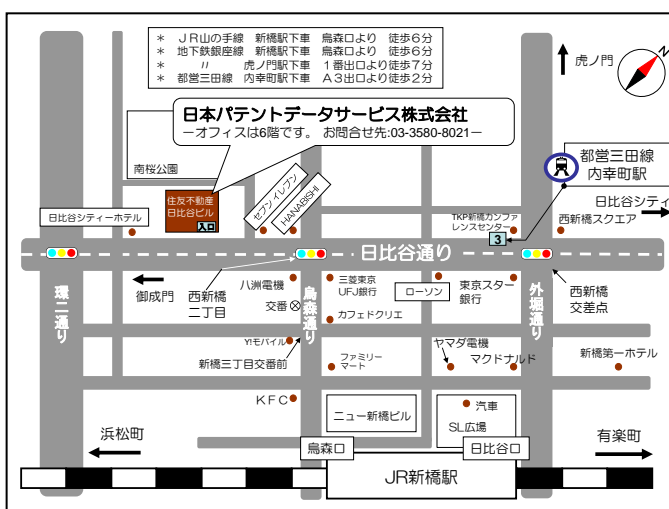 ＊　ＪＲ山の手線　新橋駅下車　烏森口より　徒歩６分
＊　地下鉄銀座線　新橋駅下車　烏森口より　徒歩６分
＊　　　〃　　　虎ノ門駅下車　１番出口より徒歩７分
＊　都営三田線　内幸町駅下車　Ａ３出口より徒歩２分
虎ノ門
N
日本パテントデータサービス株式会社
－オフィスは6階です。 お問合せ先:03-3580-8021－
都営三田線
内幸町駅
南桜公園
日比谷シティ
住友不動産
日比谷ビル
入口
セブンイレブン
HANABISHI
日比谷シティーホテル
TKP新橋カンファ
レンスセンター
3
西新橋スクエア
日比谷通り
御成門
西新橋
二丁目
八洲電機
三菱東京
UFJ銀行
ローソン
東京スター
銀行
西新橋
交差点
環二通り
烏森通り
外堀通り
交番
カフェドクリエ
Y!モバイル
新橋三丁目交番前
ファミリー
マート
ヤマダ電機
マクドナルド
新橋第一ホテル
ＫＦＣ
ニュー新橋ビル
汽車
SL広場
浜松町
烏森口
日比谷口
有楽町
JR新橋駅